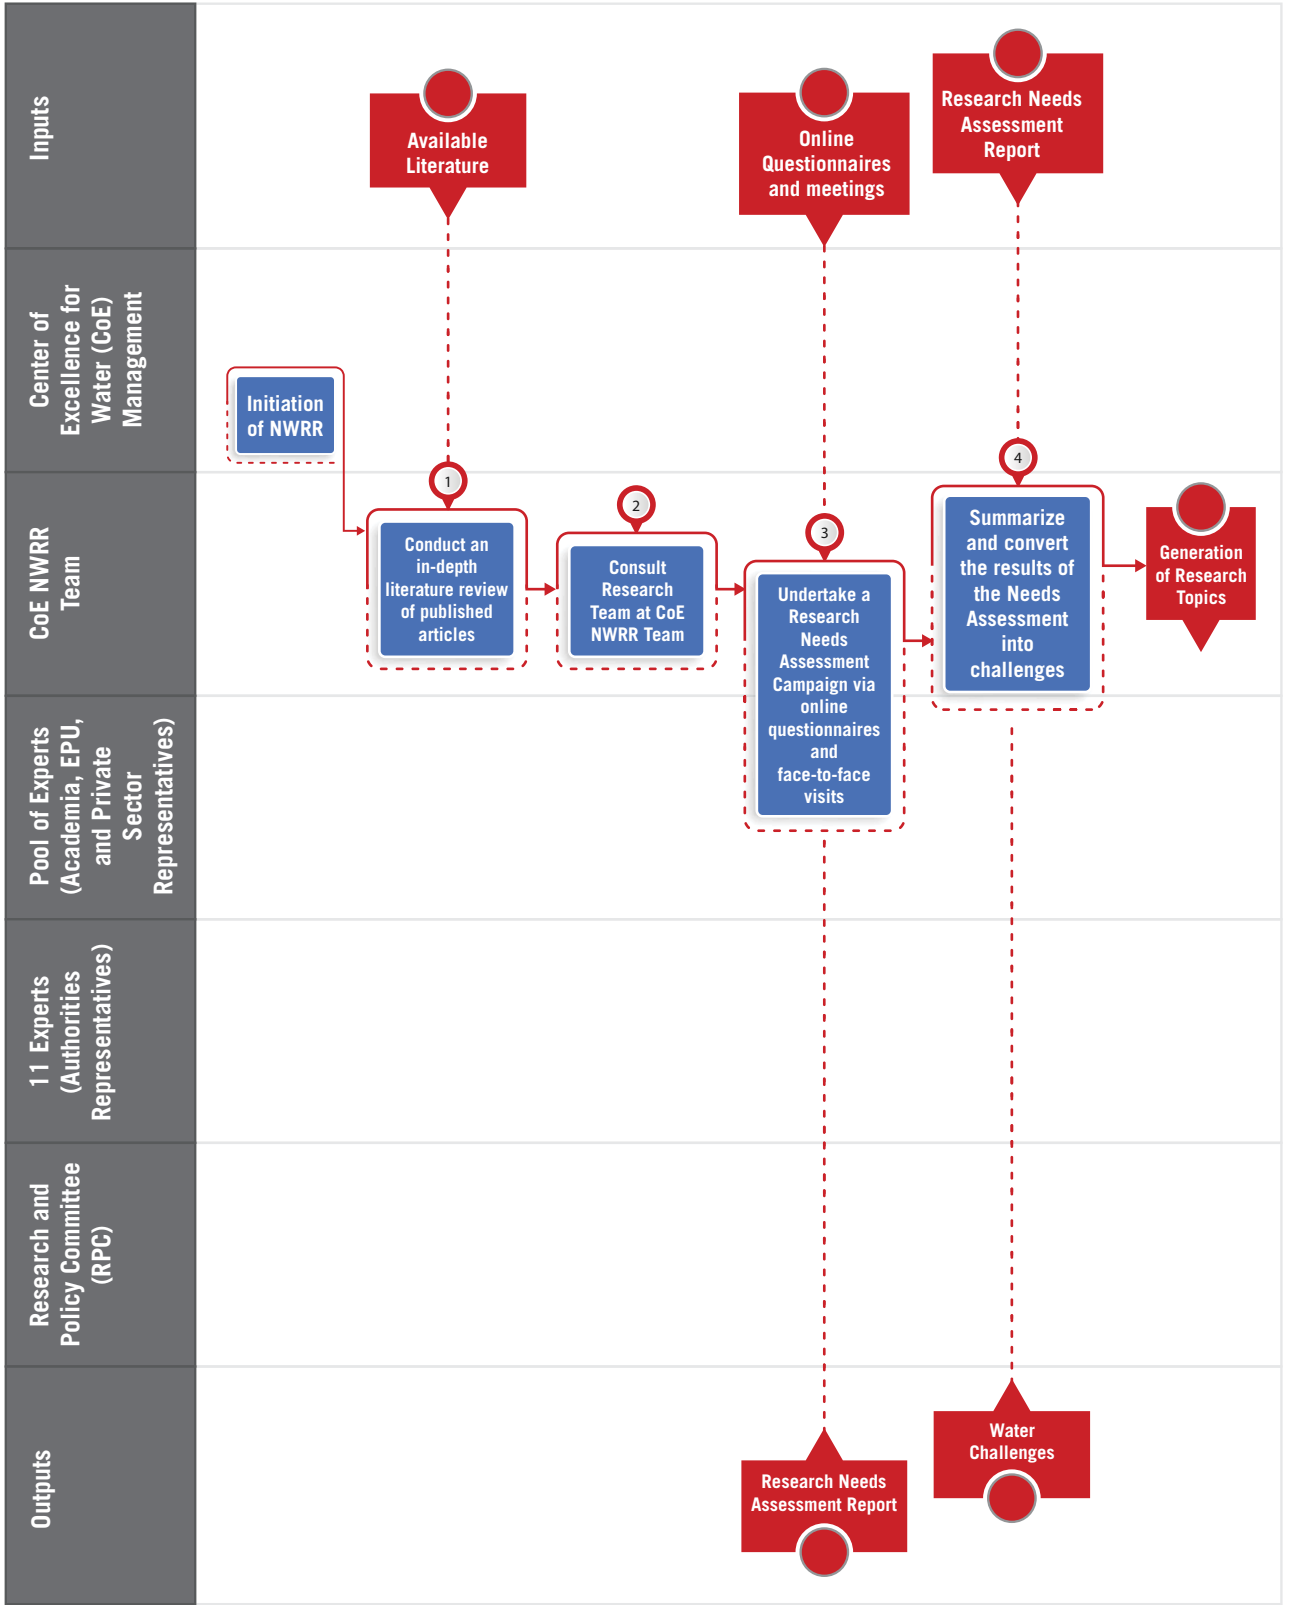 Inputs
Available
Literature
Online
Questionnaires
and meetings
Research Needs
Assessment
Report
Center of
Excellence for
Water (CoE)
Management
Initiation
of NWRR
CoE NWRR
Team
1
Conduct an
in-depth
literature review
of published
articles
2
Consult
Research
Team at CoE
NWRR Team
3
Undertake a
Research
Needs
Assessment
Campaign via
online
questionnaires
and
face-to-face
visits
4
Summarize
and convert
the results of
the Needs
Assessment
into
challenges
Generation
of Research
Topics
Pool of Experts
(Academia, EPU,
and Private
Sector
Representatives)
11 Experts
(Authorities
Representatives)
Research and
Policy Committee
(RPC)
Outputs
Research Needs
Assessment Report
Water
Challenges